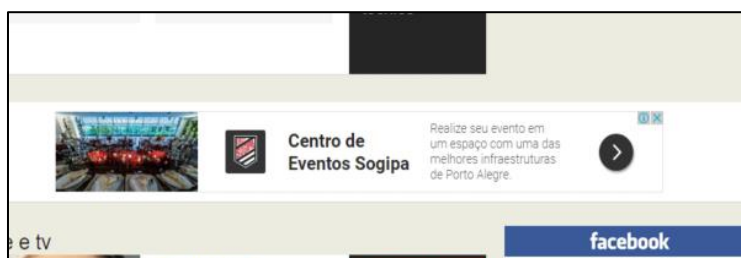 Centro de
Eventos Sogipa
Realize seu evento em
um espaço com uma das
melhores infraestruturas
de Porto Alegre.
e e tv
facebook